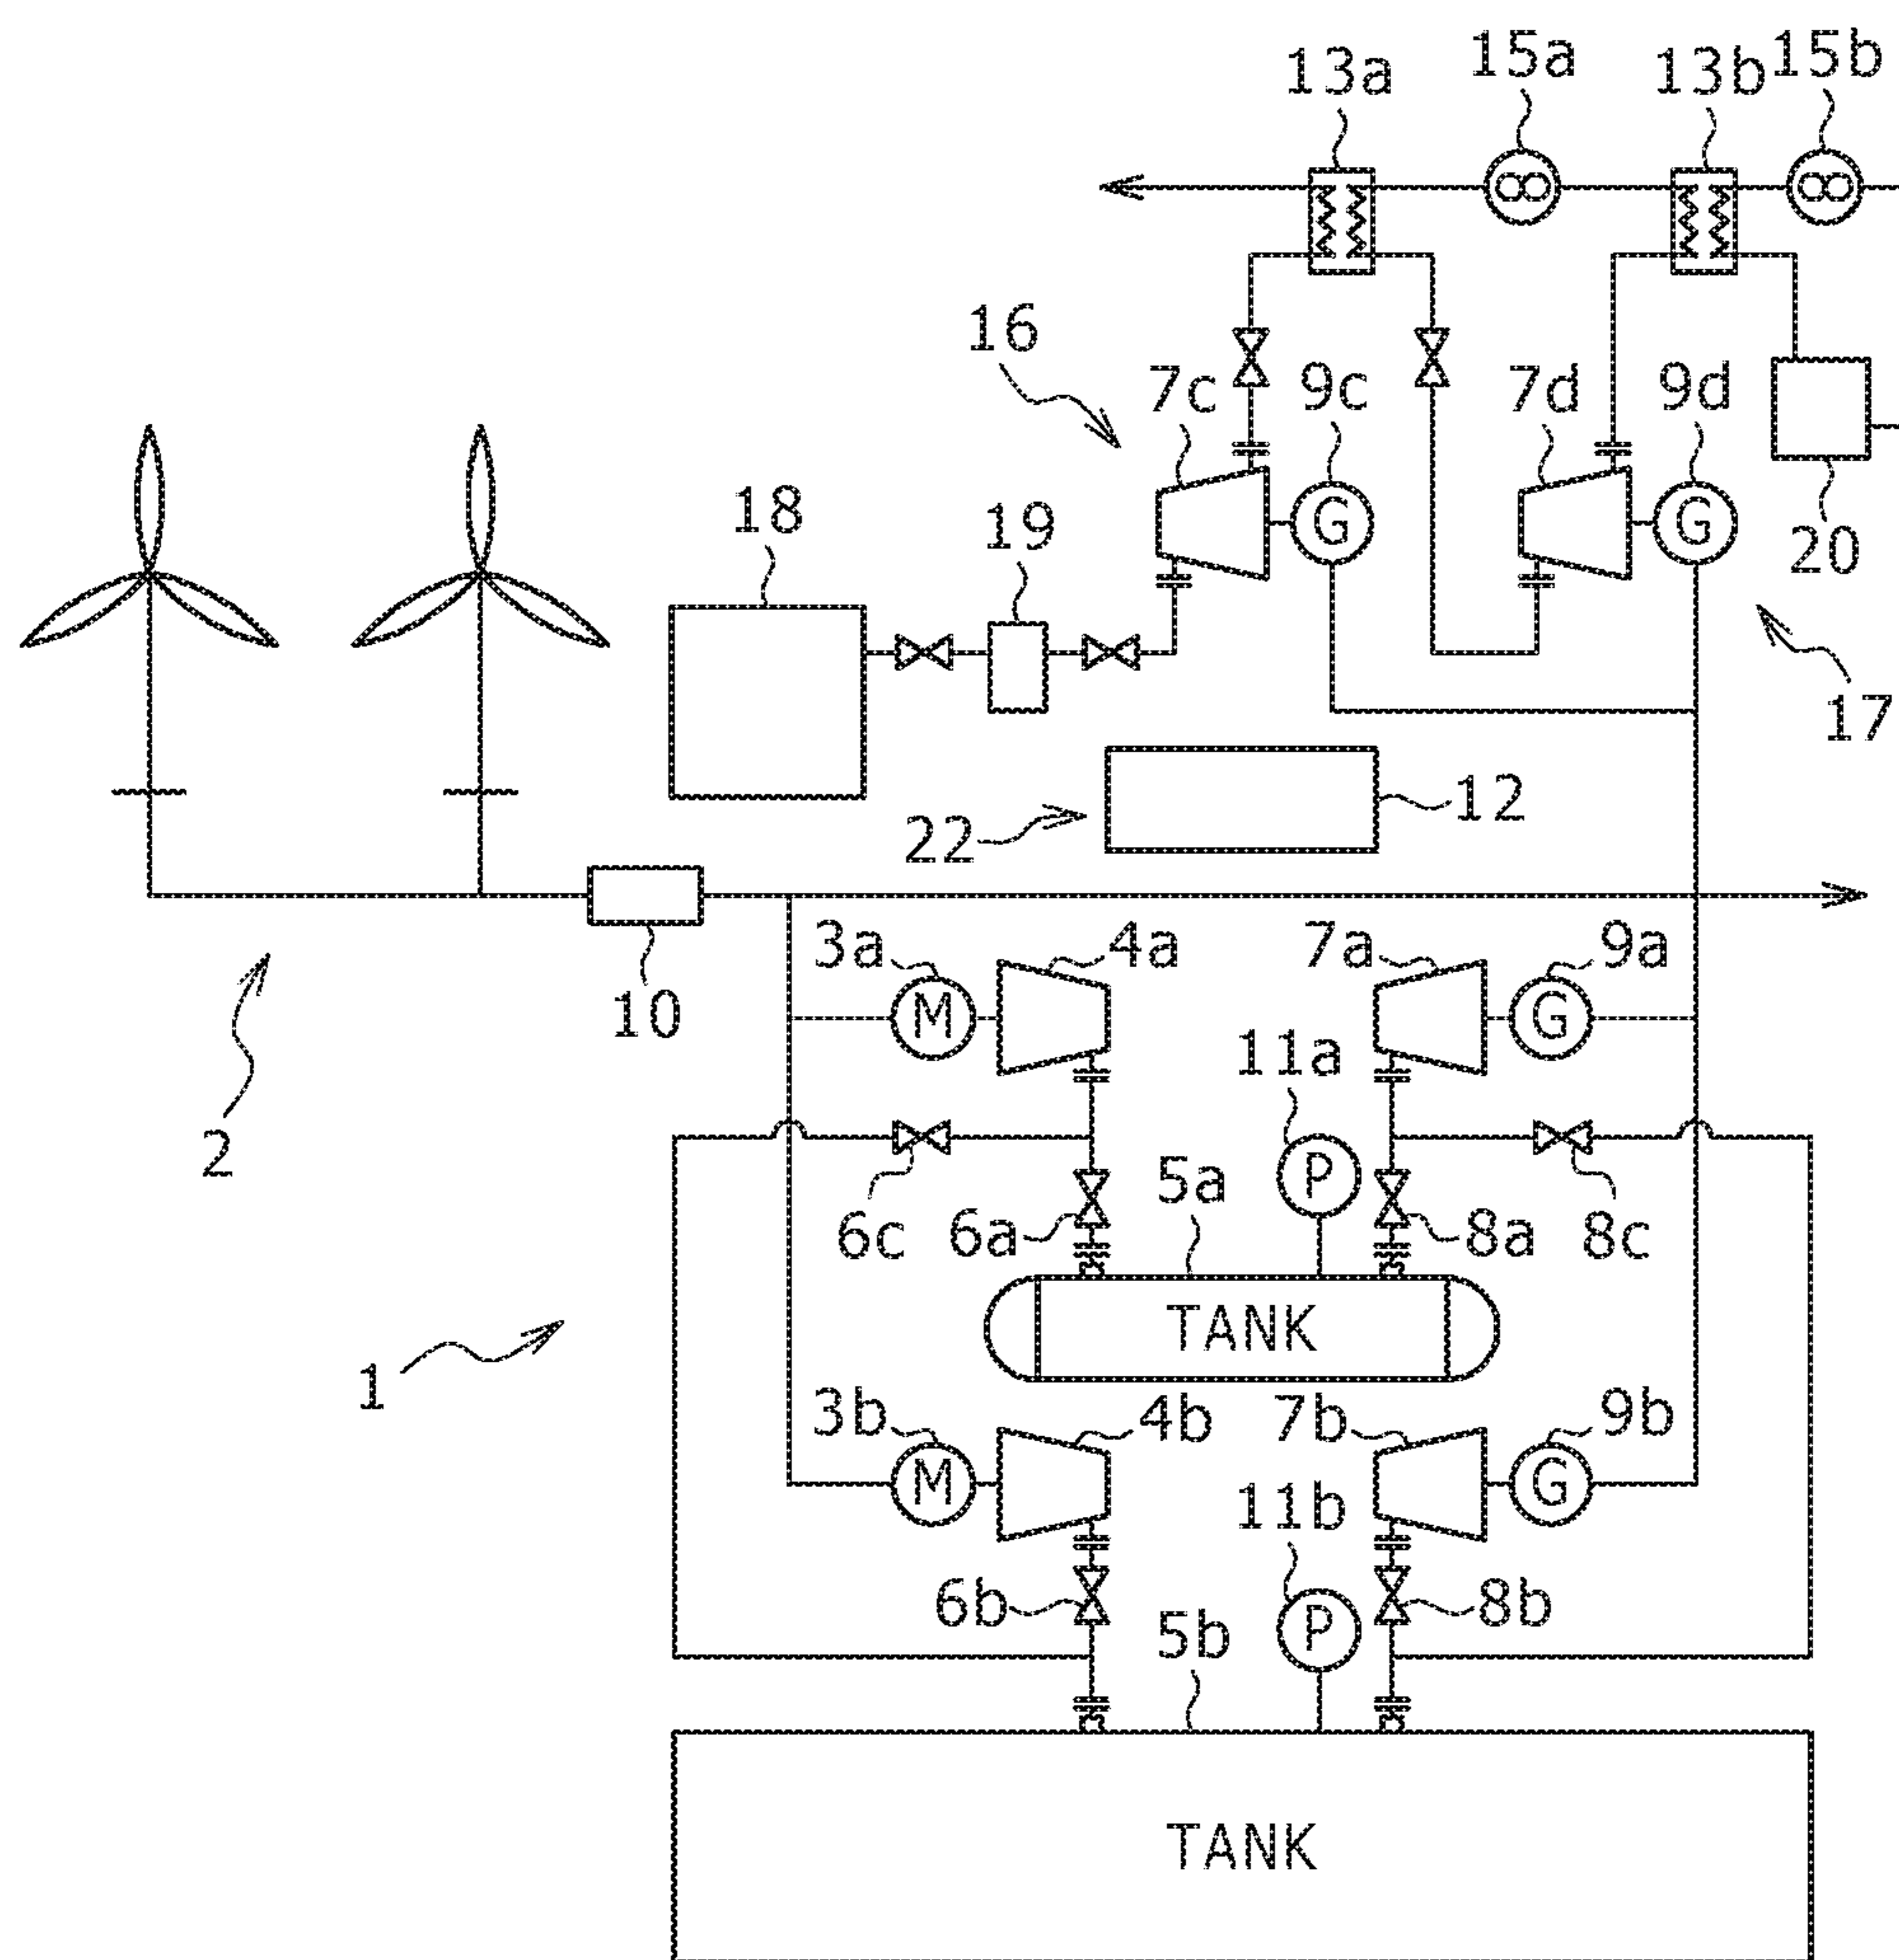 13a 15a 13b 15b
16 7c 9c 7d 9d
18 19 G G 20
17
12
22
3a 4a 7a 9a
10 M G
11a
2 P
5a
6c 6a 8a 8c
TANK
1
3b 4b 7b 9b
M G
11b
6b P 8b
5b
TANK